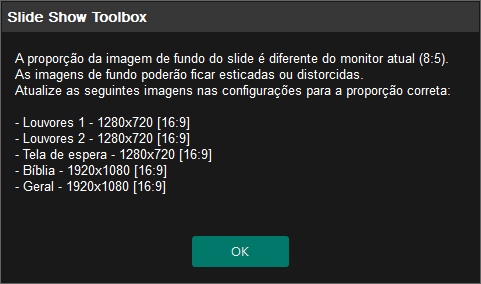 Slide Show Toolbox
A proporção da imagem de fundo do slide é diferente do monitor atual (8:5).
As imagens de fundo poderão ficar esticadas ou distorcidas.
Atualize as seguintes imagens nas configurações para a proporção correta:
- Louvores 1 - 1280x720 [16:9]
- Louvores 2 - 1280x720 [16:9]
- Tela de espera - 1280x720 [16:9]
- Bíblia - 1920x1080 [16:9]
- Geral - 1920x1080 [16:9]
OK